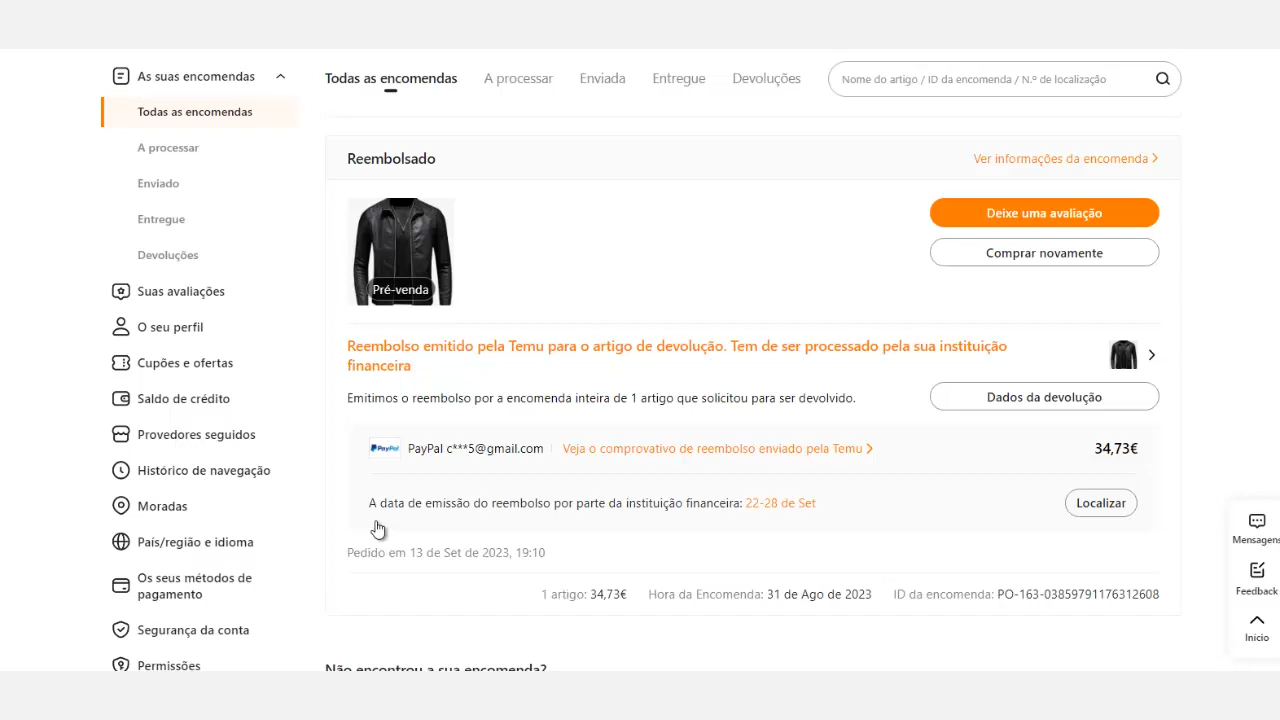 As suas encomendas
Todas as encomendas
A processar
Enviado
Entregue
Devoluções
Suas avaliações
O seu perfil
Cupões e ofertas
Saldo de crédito
Provedores seguidos
Histórico de navegação
Moradas
País/região e idioma
Os seus métodos de
pagamento
Segurança da conta
Permissões
Todas as encomendas A processar Enviada Entregue Devoluções
Nome do artigo / ID da encomenda / N.º de localização
Reembolsado
Ver informações da encomenda
Pré-venda
Deixe uma avaliação
Comprar novamente
Reembolso emitido pela Temu para o artigo de devolução. Tem de ser processado pela sua instituição
financeira
Emitimos o reembolso por a encomenda inteira de 1 artigo que solicitou para ser devolvido.
Dados da devolução
PayPal PayPal c***5@gmail.com Veja o comprovativo de reembolso enviado pela Temu 34,73€
A data de emissão do reembolso por parte da instituição financeira: 22-28 de Set
Localizar
Pedido em 13 de Set de 2023, 19:10
1 artigo: 34,73€ Hora da Encomenda: 31 de Ago de 2023 ID da encomenda: PO-163-03859791176312608
Não encontrou a sua encomenda?
Mensagens
Feedback
Início